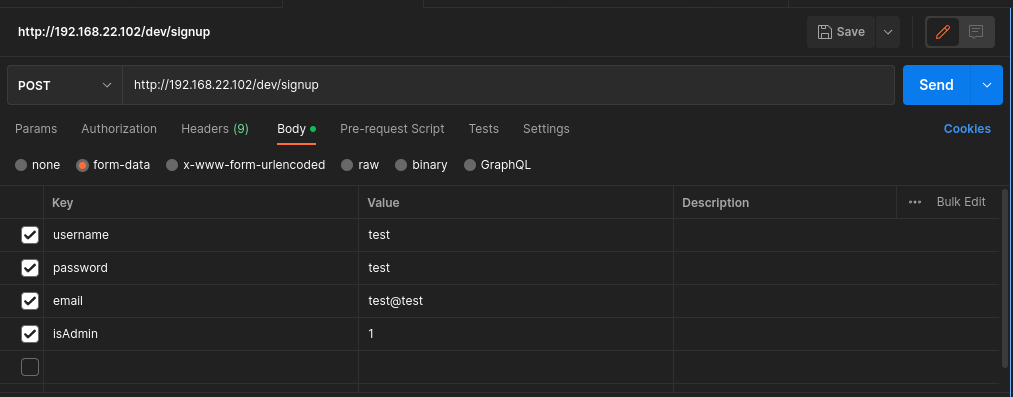 http://192.168.22.102/dev/signup Save
POST http://192.168.22.102/dev/signup Send
Params Authorization Headers (9) Body Pre-request Script Tests Settings Cookies
none form-data x-www-form-urlencoded raw binary GraphQL
Key Value Description ••• Bulk Edit
username test
password test
email test@test
isAdmin 1